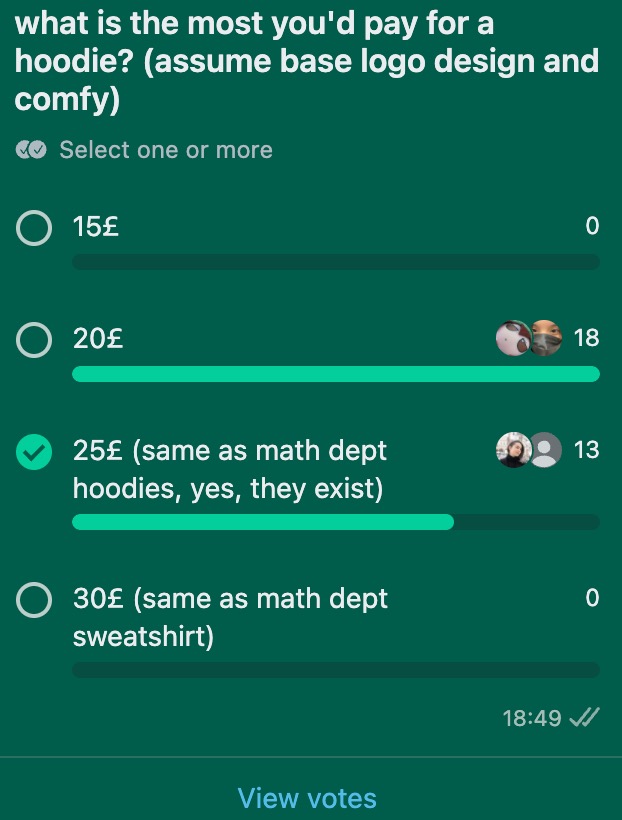 what is the most you'd pay for a
hoodie? (assume base logo design and
comfy)
Select one or more
15£ 0
20£ 18
25£ (same as math dept 13
hoodies, yes, they exist)
30£ (same as math dept 0
sweatshirt)
18:49
View votes